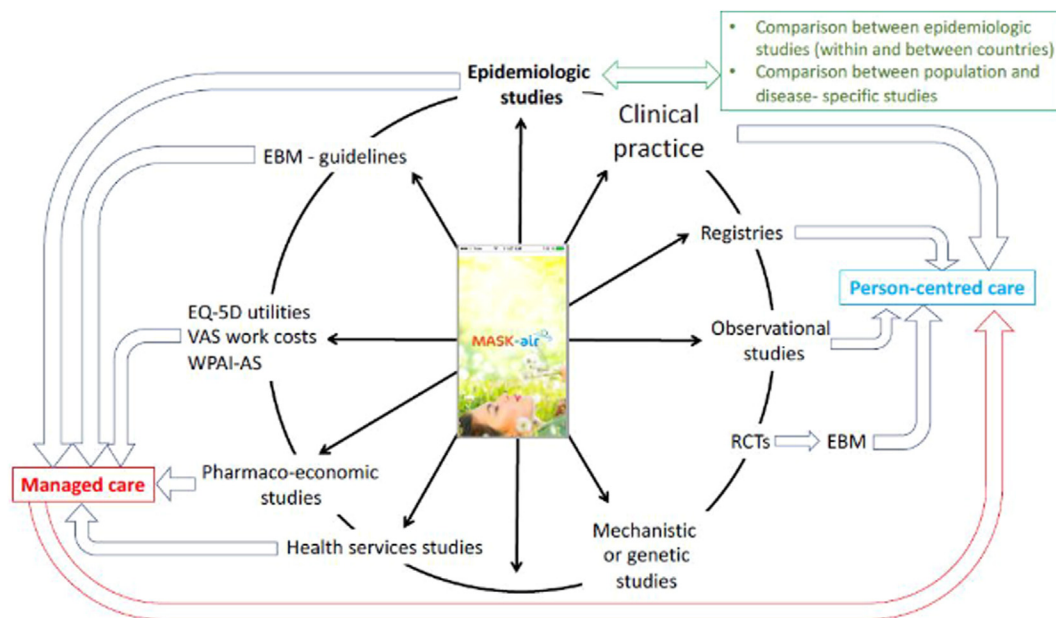 • Comparison between epidemiologic
studies (within and between countries)
• Comparison between population and
disease- specific studies
Epidemiologic
studies
Clinical
practice
EBM - guidelines
Registries
Person-centred care
EQ-5D utilities
VAS work costs
WPAI-AS
MASK-air
Observational
studies
RCTs
EBM
Managed care
Pharmaco-economic
studies
Health services studies
Mechanistic
or genetic
studies